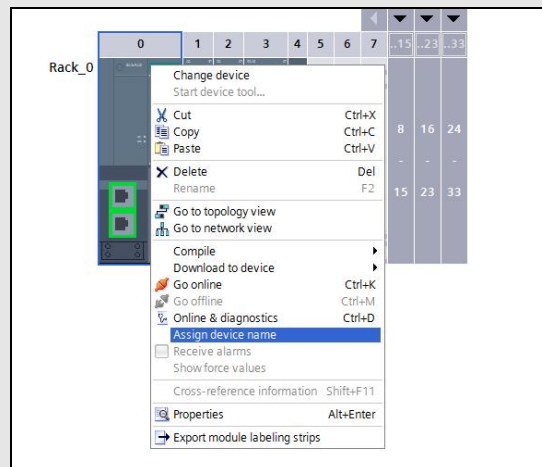 0 1 2 3 4 5 6 7 ..15 ..23 ..33
Rack_0
Change device
Start device tool...
Cut Ctrl+X
Copy Ctrl+C
Paste Ctrl+V
Delete Del
Rename F2
Go to topology view
Go to network view
Compile
Download to device
Go online Ctrl+K
Go offline Ctrl+M
Online & diagnostics Ctrl+D
Assign device name
Receive alarms
Show force values
Cross-reference information Shift+F11
Properties Alt+Enter
Export module labeling strips
8 16 24
- - -
15 23 33